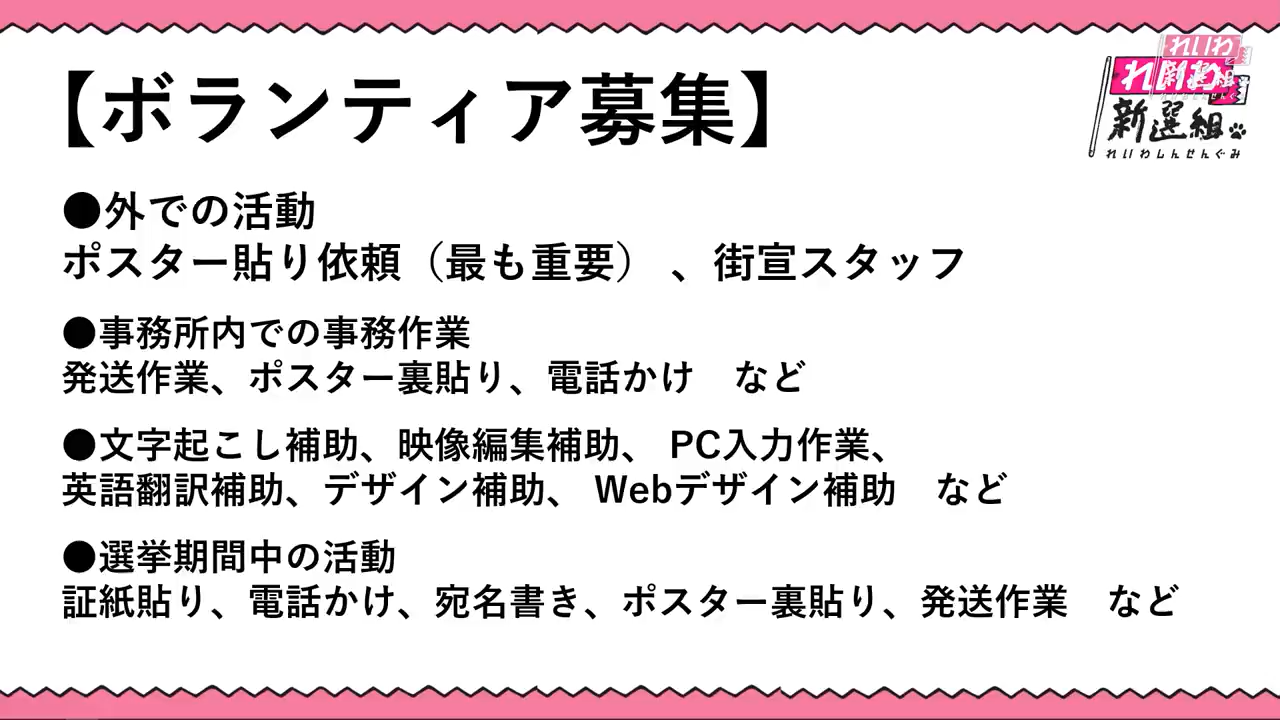 【ボランティア募集】
れいわ
新選組
れいわしんせんぐみ
●外での活動
ポスター貼り依頼（最も重要）、街宣スタッフ
●事務所内での事務作業
発送作業、ポスター裏貼り、電話かけ　など
●文字起こし補助、映像編集補助、 PC入力作業、
英語翻訳補助、デザイン補助、 Webデザイン補助　など
●選挙期間中の活動
証紙貼り、電話かけ、宛名書き、ポスター裏貼り、発送作業　など